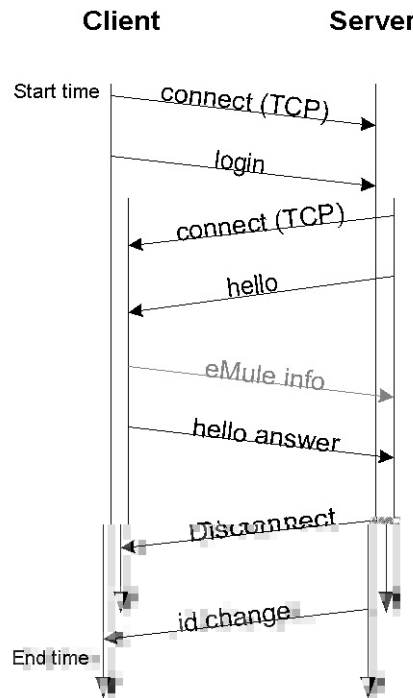 Client Server
Start time
connect (TCP)
login
connect (TCP)
hello
eMule info
hello answer
Disconnect
id change
End time